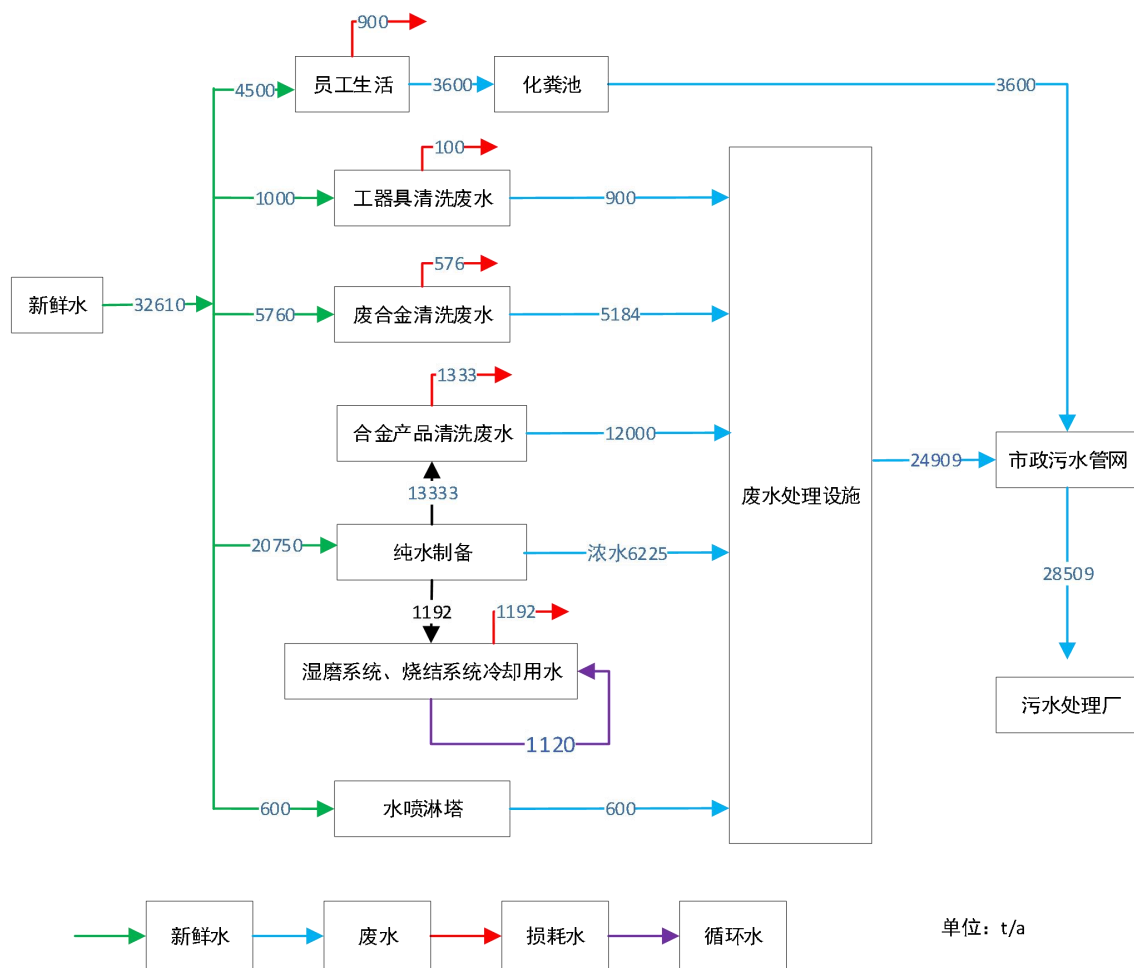 900
4500
员工生活
3600
化粪池
3600
100
1000
工器具清洗废水
900
576
新鲜水
32610
5760
废合金清洗废水
5184
1333
合金产品清洗废水
12000
24909
市政污水管网
13333
废水处理设施
20750
纯水制备
浓水6225
28509
1192
1192
湿磨系统、烧结系统冷却用水
污水处理厂
1120
600
水喷淋塔
600
新鲜水
废水
损耗水
循环水
单位：t/a